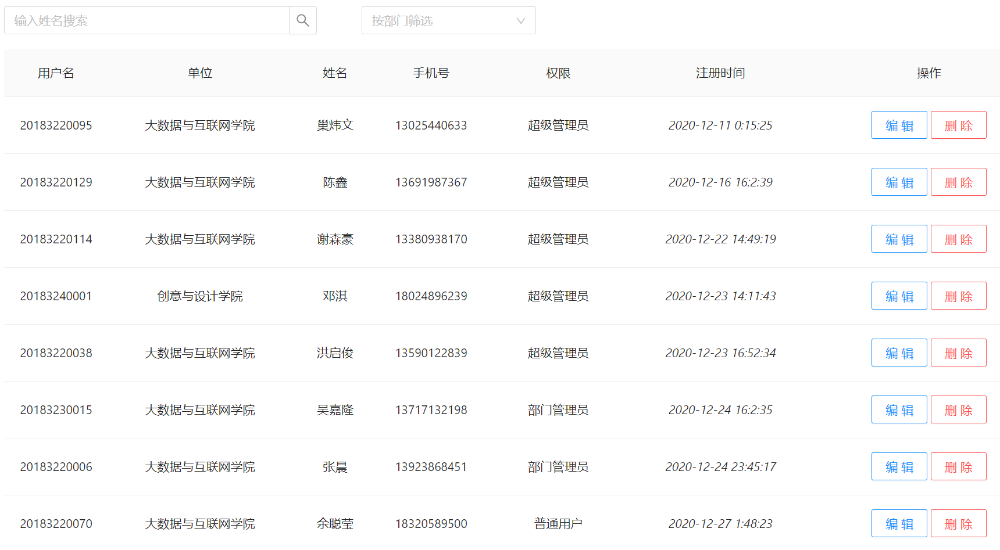 输入姓名搜索 按部门筛选
用户名 单位 姓名 手机号 权限 注册时间 操作
20183220095 大数据与互联网学院 巢炜文 13025440633 超级管理员 2020-12-11 0:15:25 编 辑 删 除
20183220129 大数据与互联网学院 陈鑫 13691987367 超级管理员 2020-12-16 16:2:39 编 辑 删 除
20183220114 大数据与互联网学院 谢森豪 13380938170 超级管理员 2020-12-22 14:49:19 编 辑 删 除
20183240001 创意与设计学院 邓淇 18024896239 超级管理员 2020-12-23 14:11:43 编 辑 删 除
20183220038 大数据与互联网学院 洪启俊 13590122839 超级管理员 2020-12-23 16:52:34 编 辑 删 除
20183230015 大数据与互联网学院 吴嘉隆 13717132198 部门管理员 2020-12-24 16:2:35 编 辑 删 除
20183220006 大数据与互联网学院 张晨 13923868451 部门管理员 2020-12-24 23:45:17 编 辑 删 除
20183220070 大数据与互联网学院 余聪莹 18320589500 普通用户 2020-12-27 1:48:23 编 辑 删 除